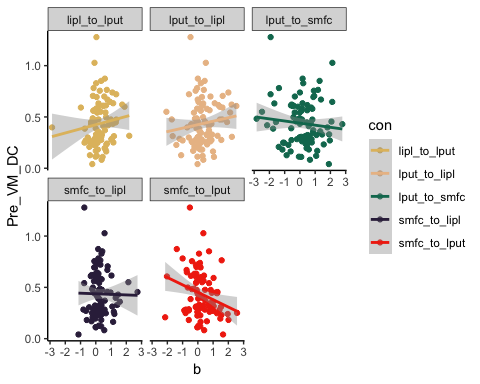 lipl_to_lput lput_to_lipl lput_to_smfc
1.0
0.5
0.0
-3 -2 -1 0 1 2 3
smfc_to_lipl smfc_to_lput
1.0
0.5
0.0
-3 -2 -1 0 1 2 3 -3 -2 -1 0 1 2 3
b
Pre_VM_DC
con
lipl_to_lput
lput_to_lipl
lput_to_smfc
smfc_to_lipl
smfc_to_lput